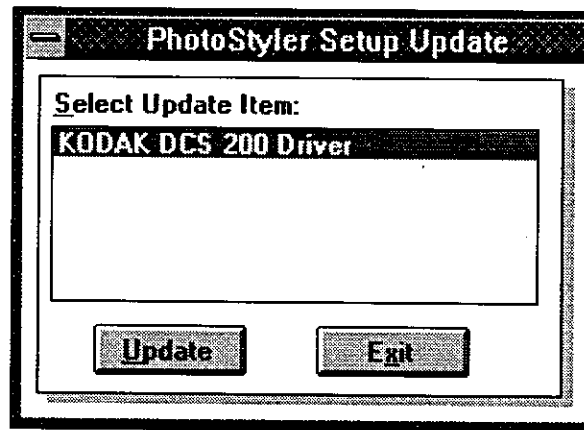 PhotoStyler Setup Update
Select Update Item:
KODAK DCS 200 Driver
Update
Exit